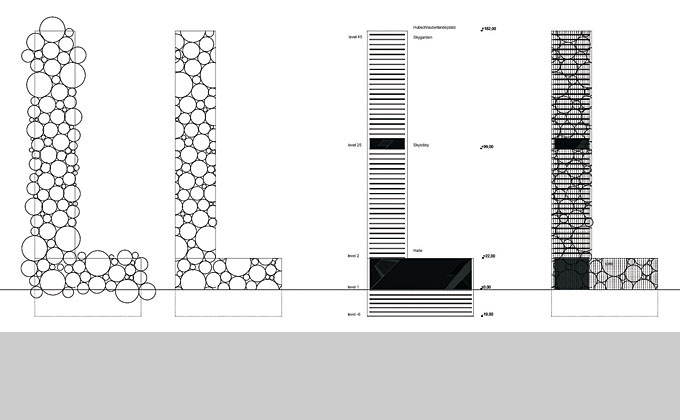 Hubschrauberlandeplatz
+182,00
level 45
Skygarden
level 25
Skylobby
+99,00
Halle
level 2
+22,00
level 1
±0,00
level -6
-19,00